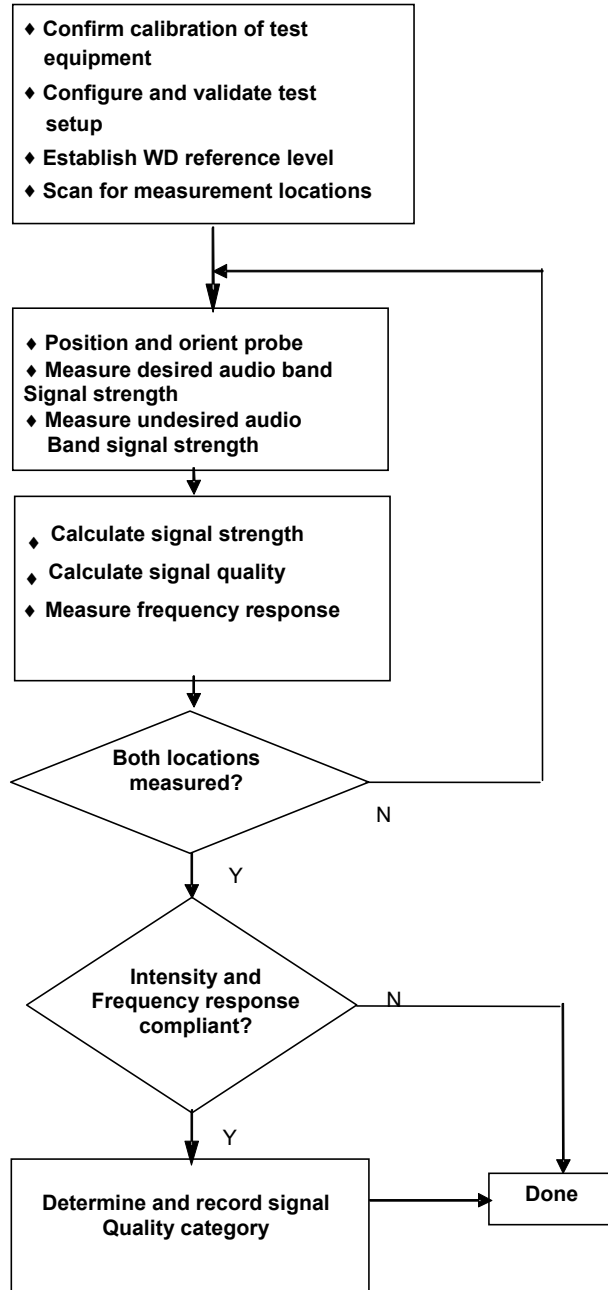 ♦ Confirm calibration of test
equipment
♦ Configure and validate test
setup
♦ Establish WD reference level
♦ Scan for measurement locations
♦ Position and orient probe
♦ Measure desired audio band
Signal strength
♦ Measure undesired audio
Band signal strength
♦ Calculate signal strength
♦ Calculate signal quality
♦ Measure frequency response
Both locations
measured?
N
Y
Intensity and
Frequency response
compliant?
N
Y
Determine and record signal
Quality category
Done